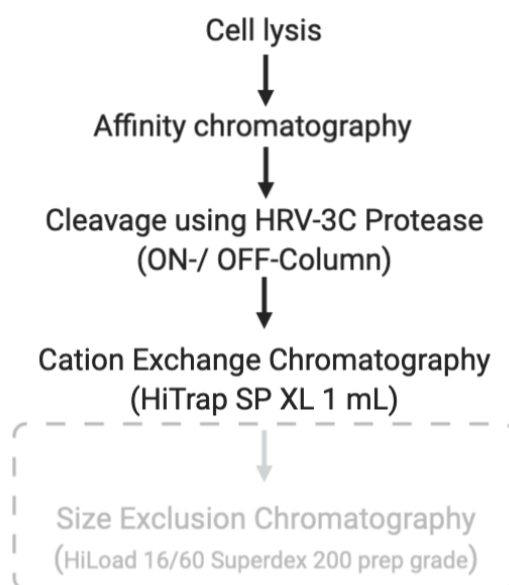 Cell lysis
Affinity chromatography
Cleavage using HRV-3C Protease
(ON-/ OFF-Column)
Cation Exchange Chromatography
(HiTrap SP XL 1 mL)
Size Exclusion Chromatography
(HiLoad 16/60 Superdex 200 prep grade)